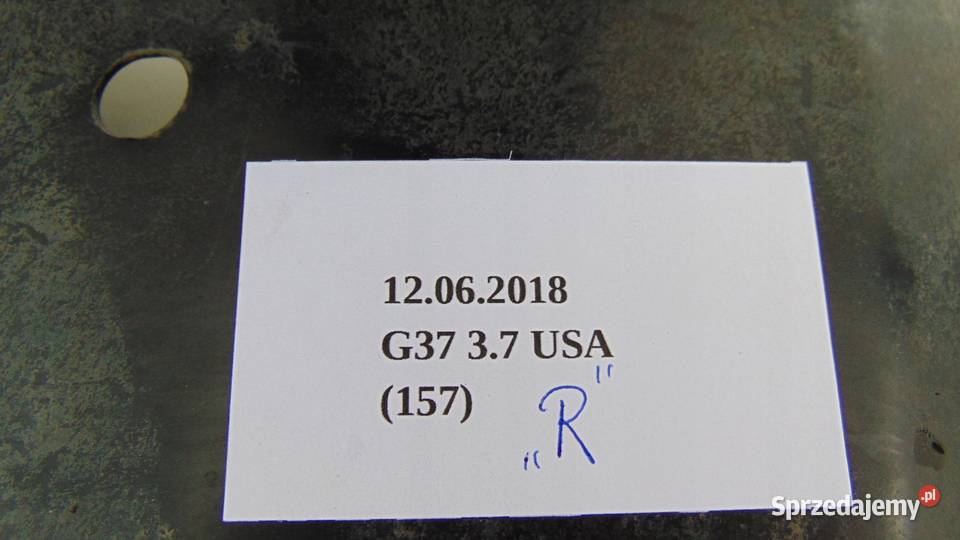 12.06.2018
G37 3.7 USA
(157)
„R"
Sprzedajemy.pl